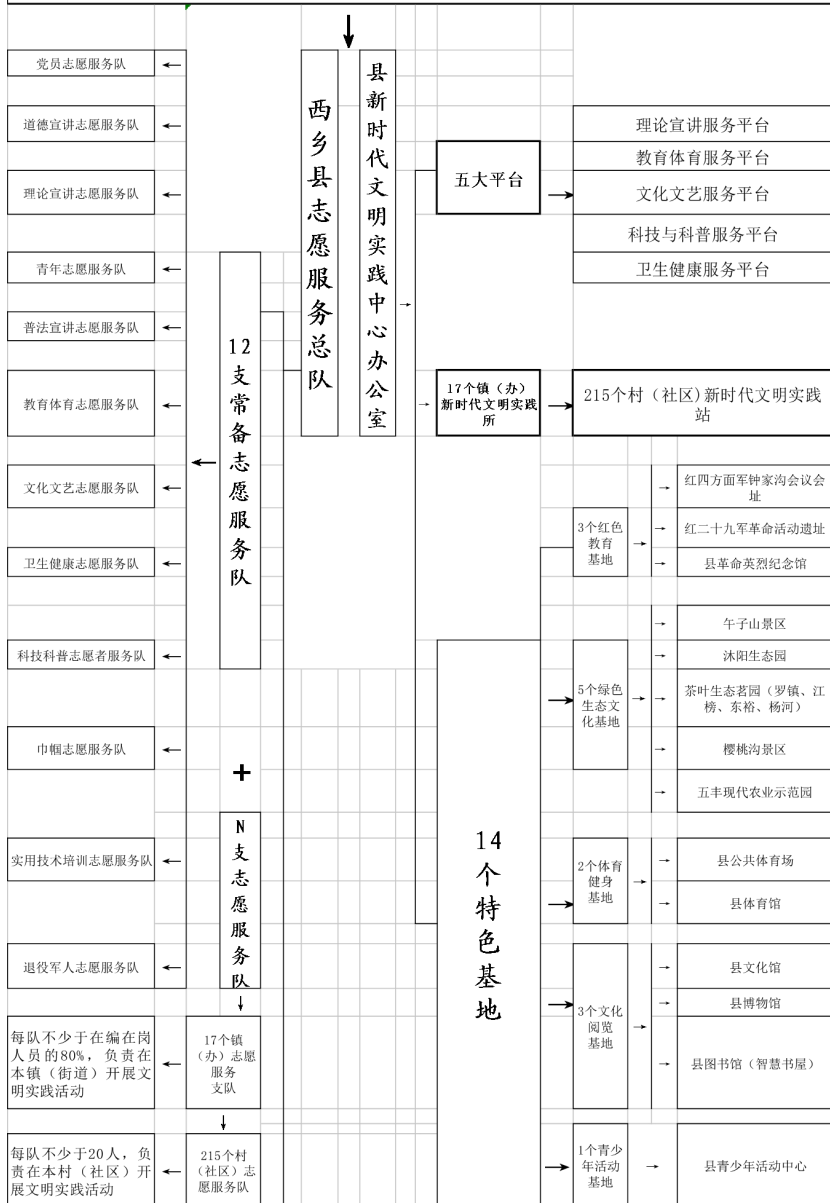 党员志愿服务队
道德宣讲志愿服务队
理论宣讲志愿服务队
青年志愿服务队
普法宣讲志愿服务队
教育体育志愿服务队
文化文艺志愿服务队
卫生健康志愿服务队
科技科普志愿者服务队
巾帼志愿服务队
实用技术培训志愿服务队
退役军人志愿服务队
每队不少于在编在岗
人员的80%，负责在
本镇（街道）开展文
明实践活动
每队不少于20人，负
责在本村（社区）开
展文明实践活动
12支常备志愿服务队
+
N支志愿服务队
17个镇
（办）志愿
服务
支队
215个村
（社区）志
愿服务队
西乡县志愿服务总队
县新时代文明实践中心办公室
五大平台
理论宣讲服务平台
教育体育服务平台
文化文艺服务平台
科技与科普服务平台
卫生健康服务平台
17个镇（办）
新时代文明实践
所
215个村（社区)新时代文明实践
站
14个特色基地
3个红色
教育
基地
红四方面军钟家沟会议会
址
红二十九军革命活动遗址
县革命英烈纪念馆
5个绿色
生态文
化基地
午子山景区
沐阳生态园
茶叶生态茗园（罗镇、江
榜、东裕、杨河）
樱桃沟景区
五丰现代农业示范园
2个体育
健身
基地
县公共体育场
县体育馆
3个文化
阅览
基地
县文化馆
县博物馆
县图书馆（智慧书屋）
1个青少
年活动
基地
县青少年活动中心